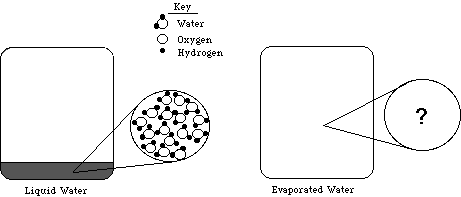 Key
Water
Oxygen
Hydrogen
?
Liquid Water
Evaporated Water